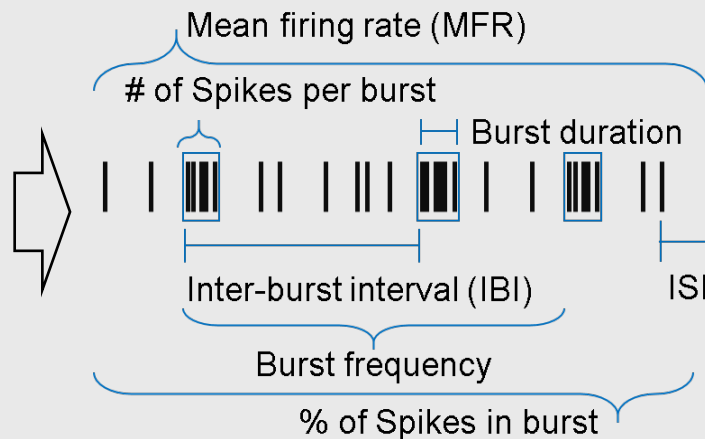 Mean firing rate (MFR)
# of Spikes per burst
Burst duration
Inter-burst interval (IBI)
ISI
Burst frequency
% of Spikes in burst